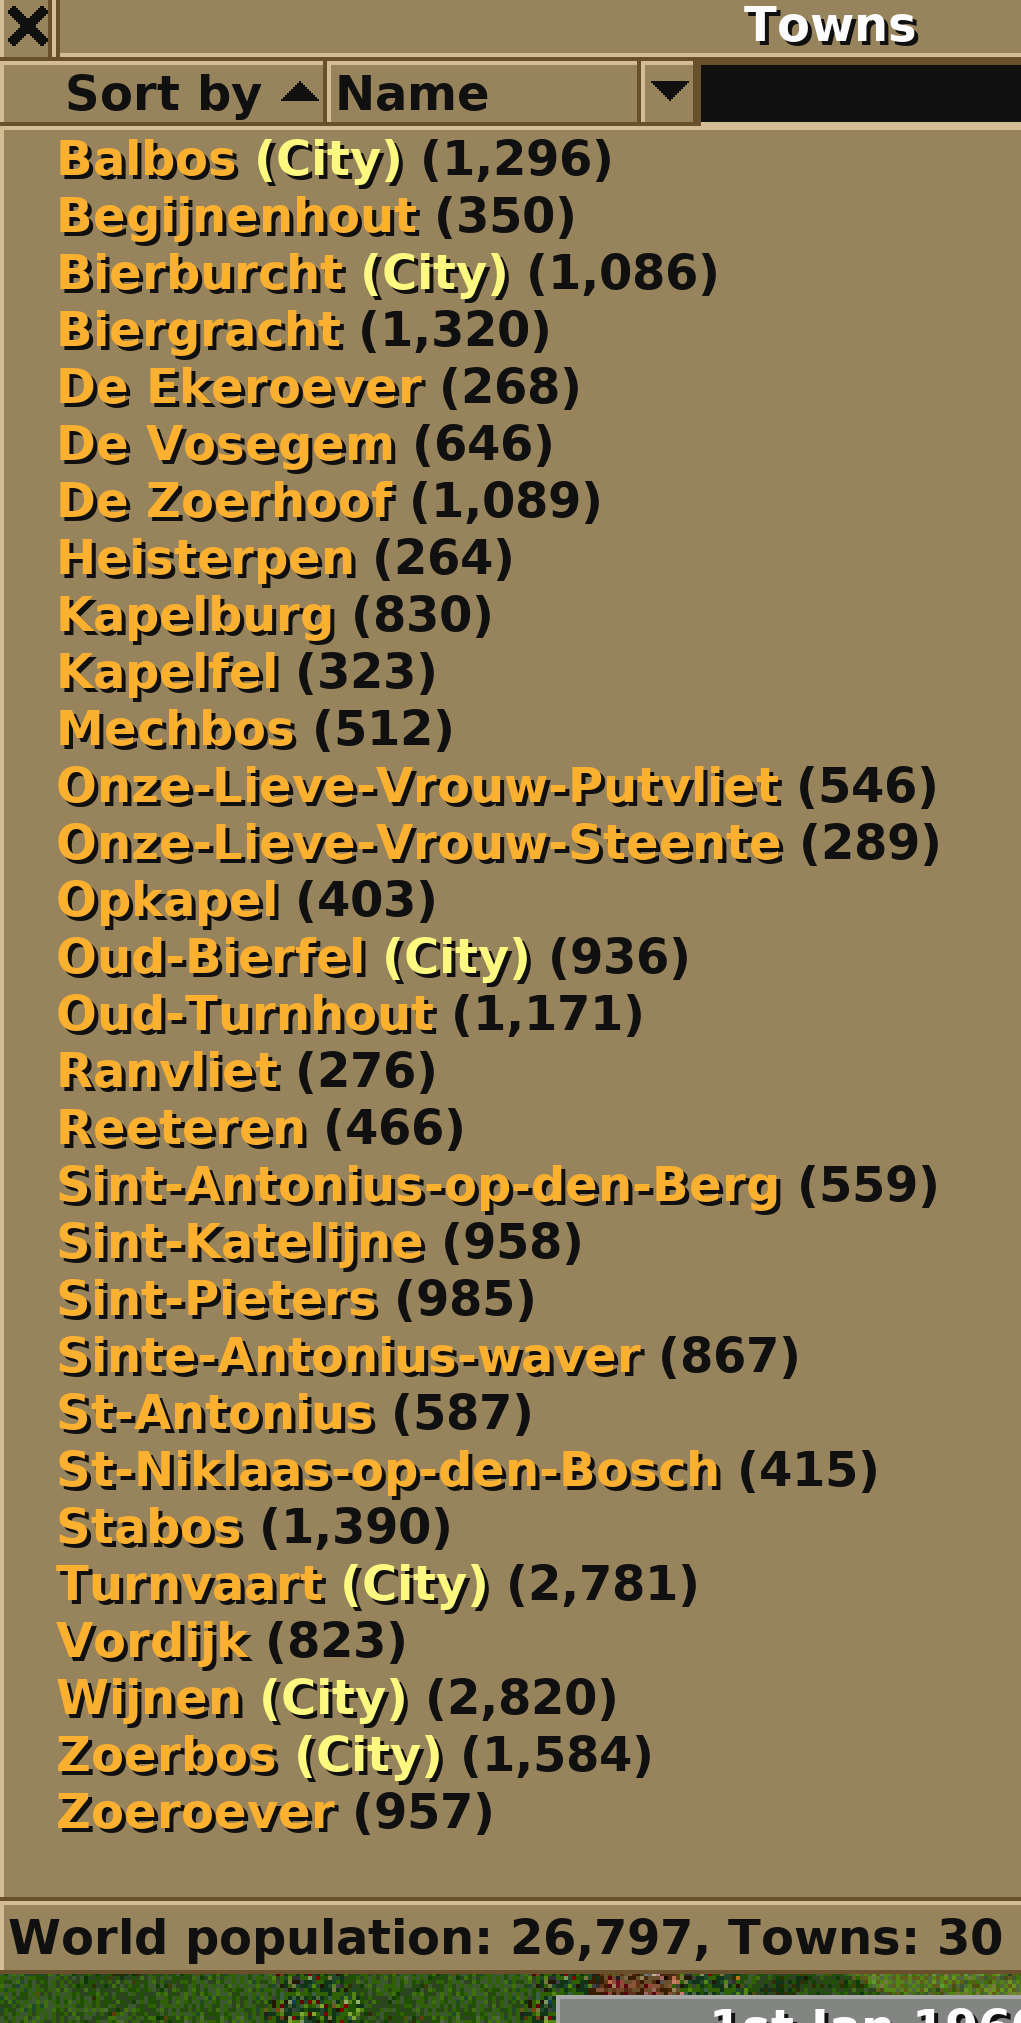 Towns
Sort by Name
Balbos (City) (1,296)
Begijnenhout (350)
Bierburcht (City) (1,086)
Biergracht (1,320)
De Ekeroever (268)
De Vosegem (646)
De Zoerhoof (1,089)
Heisterpen (264)
Kapelburg (830)
Kapelfel (323)
Mechbos (512)
Onze-Lieve-Vrouw-Putvliet (546)
Onze-Lieve-Vrouw-Steente (289)
Opkapel (403)
Oud-Bierfel (City) (936)
Oud-Turnhout (1,171)
Ranvliet (276)
Reeteren (466)
Sint-Antonius-op-den-Berg (559)
Sint-Katelijne (958)
Sint-Pieters (985)
Sinte-Antonius-waver (867)
St-Antonius (587)
St-Niklaas-op-den-Bosch (415)
Stabos (1,390)
Turnvaart (City) (2,781)
Vordijk (823)
Wijnen (City) (2,820)
Zoerbos (City) (1,584)
Zoeroever (957)
World population: 26,797, Towns: 30
1st Jan